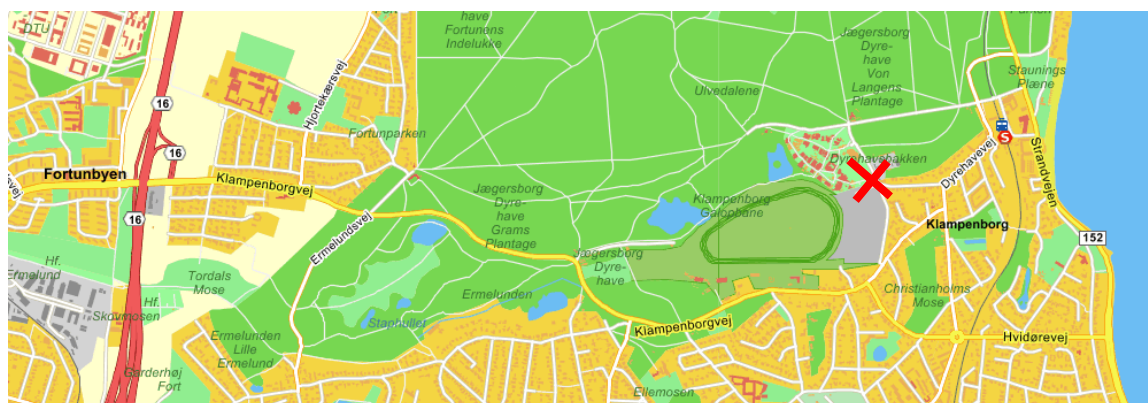 DTU
have
Fortunens
Indelukke
Jægersborg
Dyre-
have
Von
Langens
Plantage
Staunings
Plæne
Ulvedalene
16
Hjortekærsvej
Fortunparken
16
S
Strandvejen
Dyrehavevej
Dyrehavebakken
Fortunbyen
Klampenborgvej
Jægersborg
Dyre-
have
Grams
Plantage
Klampenborg
Galopbane
Ermelundsvej
16
Klampenborg
152
Hf.
Ermelund
Tordals
Mose
Jægersborg
Dyre-
have
Ermelunden
Christianholms
Mose
Hf.
Skovmosen
Staphullet
Klampenborgvej
Hvidørevej
Ermelunden
Lille
Ermelund
Garderhøj
Fort
Ellemosen